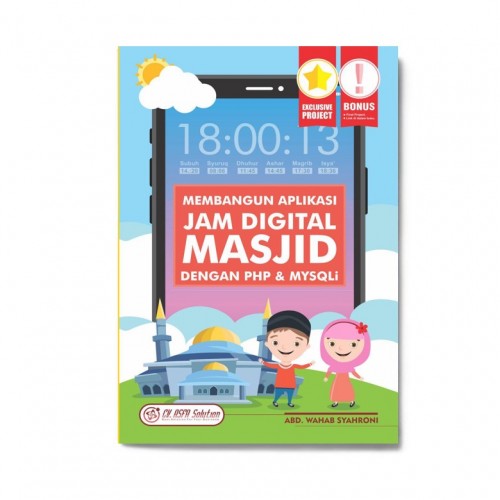 EXCLUSIVE
PROJECT
BONUS
18:00:13
Subuh Syuruq Dhuhur Ashar Magrib Isya'
MEMBANGUN APLIKASI
JAM DIGITAL
MASJID
DENGAN PHP & MYSQLi
CV. ASFA Solution
ABD. WAHAB SYAHRONI